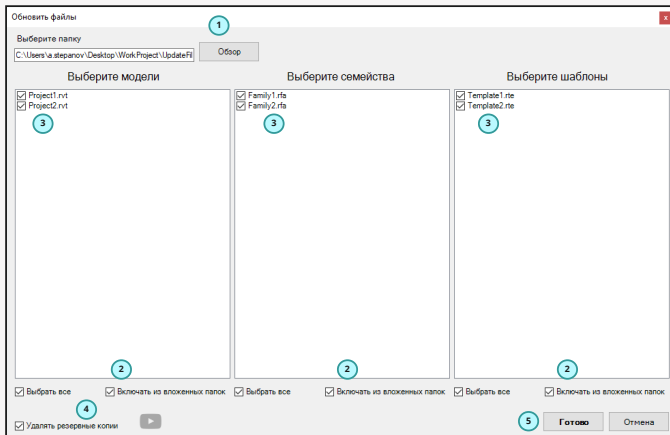 Обновить файлы
x
1
Выберите папку
C:\Users\a.stepanov\Desktop\WorkProject\UpdateFil
Обзор
Выберите модели Выберите семейства Выберите шаблоны
Project1.rvt Family1.rfa Template1.rte
Project2.rvt Family2.rfa Template2.rte
3 3 3
2 2 2
Выбрать все Включать из вложенных папок Выбрать все Включать из вложенных папок Выбрать все Включать из вложенных папок
4
Удалять резервные копии
5 Готово Отмена